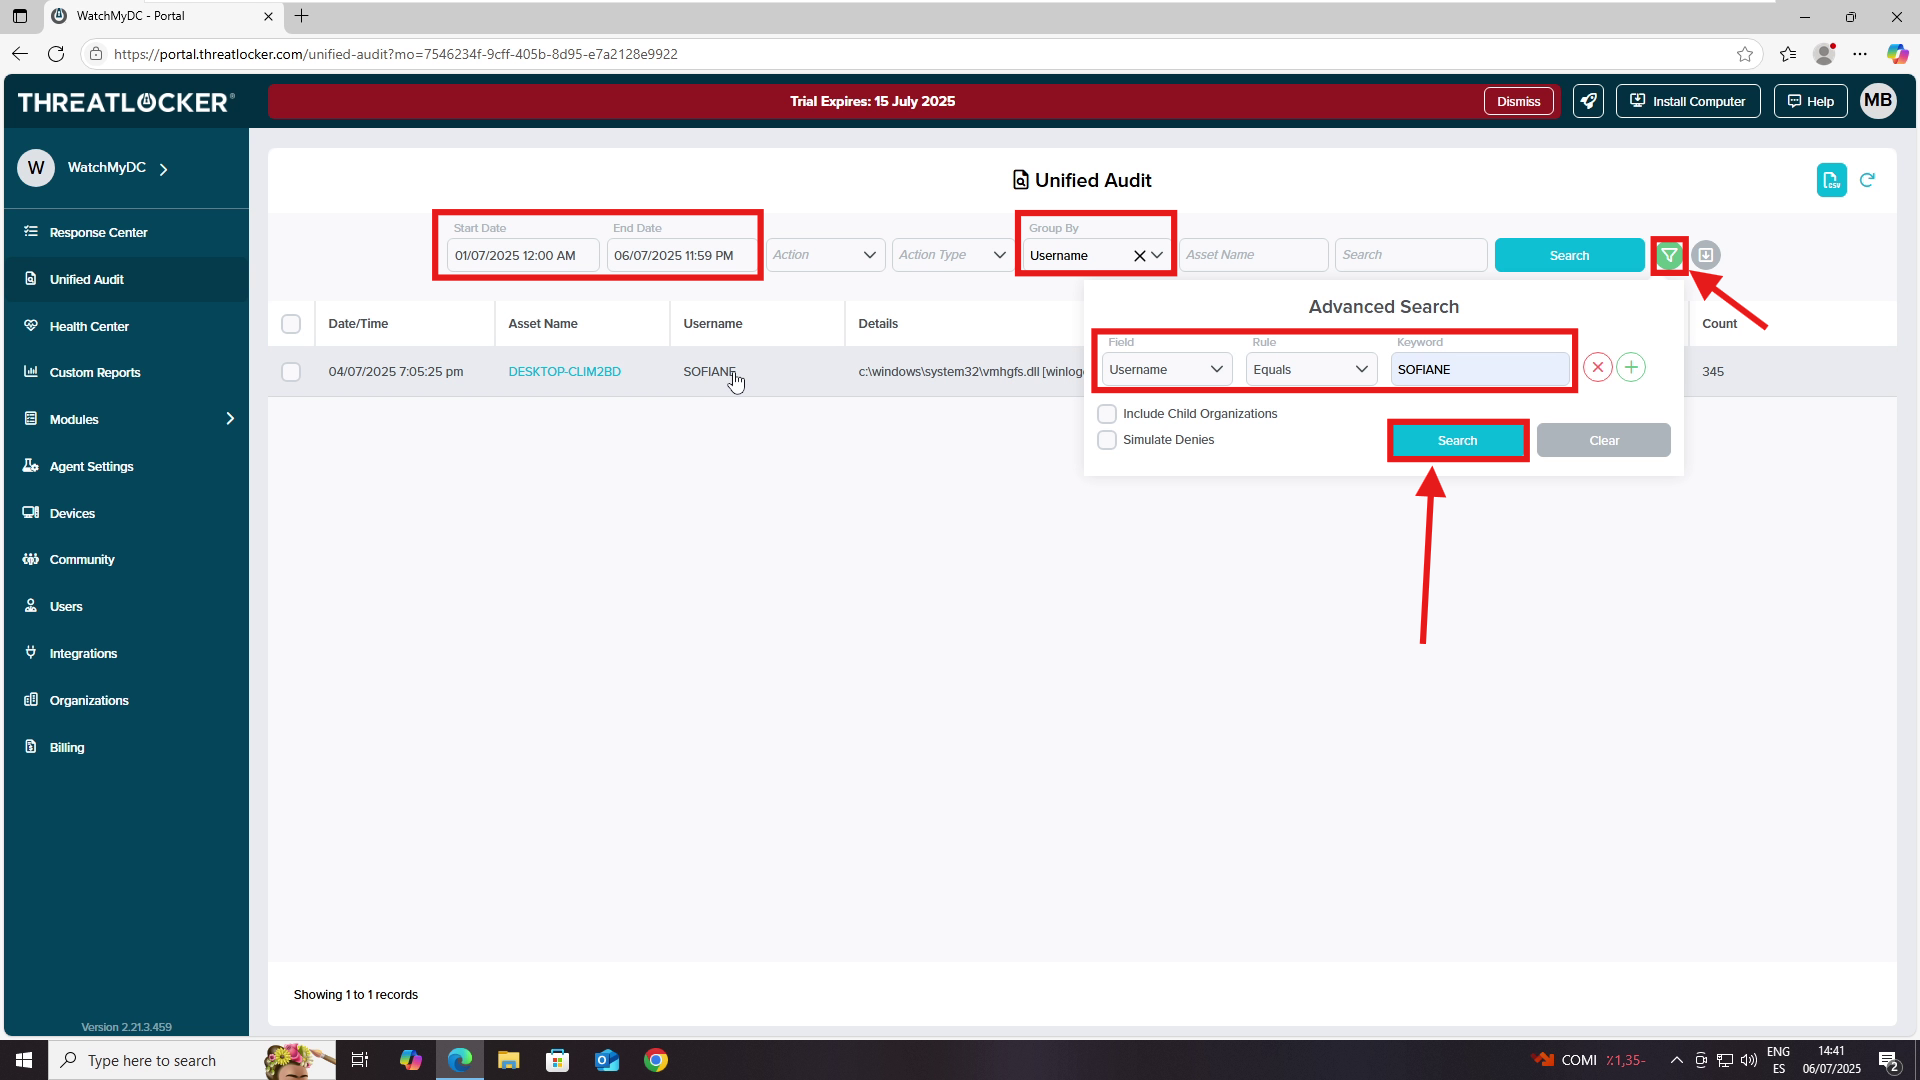 WatchMyDC - Portal
https://portal.threatlocker.com/unified-audit?mo=7546234f-9cff-405b-8d95-e7a2128e9922
THREATLOCKER®
Trial Expires: 15 July 2025
Dismiss
Install Computer
Help
MB
W
WatchMyDC
Response Center
Unified Audit
Health Center
Custom Reports
Modules
Agent Settings
Devices
Community
Users
Integrations
Organizations
Billing
Version 2.21.3.459
Unified Audit
CSV
Start Date
End Date
Group By
01/07/2025 12:00 AM
06/07/2025 11:59 PM
Action
Action Type
Username
Asset Name
Search
Search
Date/Time
Asset Name
Username
Details
Count
04/07/2025 7:05:25 pm
DESKTOP-CLIM2BD
SOFIANE
c:\windows\system32\vmhgfs.dll [winlog
345
Advanced Search
Field
Rule
Keyword
Username
Equals
SOFIANE
Include Child Organizations
Simulate Denies
Search
Clear
Showing 1 to 1 records
Type here to search
COMI
٪1,35-
ENG
ES
14:41
06/07/2025
2